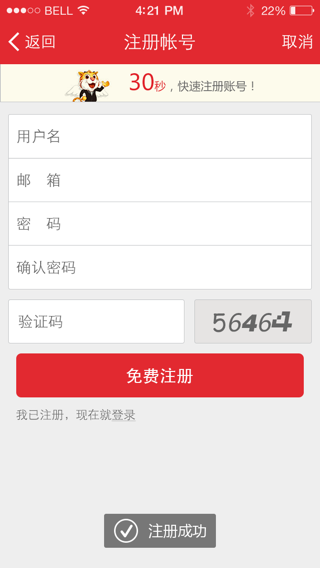 BELL 4:21 PM 22%
返回 注册帐号 取消
30秒，快速注册账号！
用户名
邮 箱
密 码
确认密码
验证码 56464
免费注册
我已注册，现在就登录
注册成功